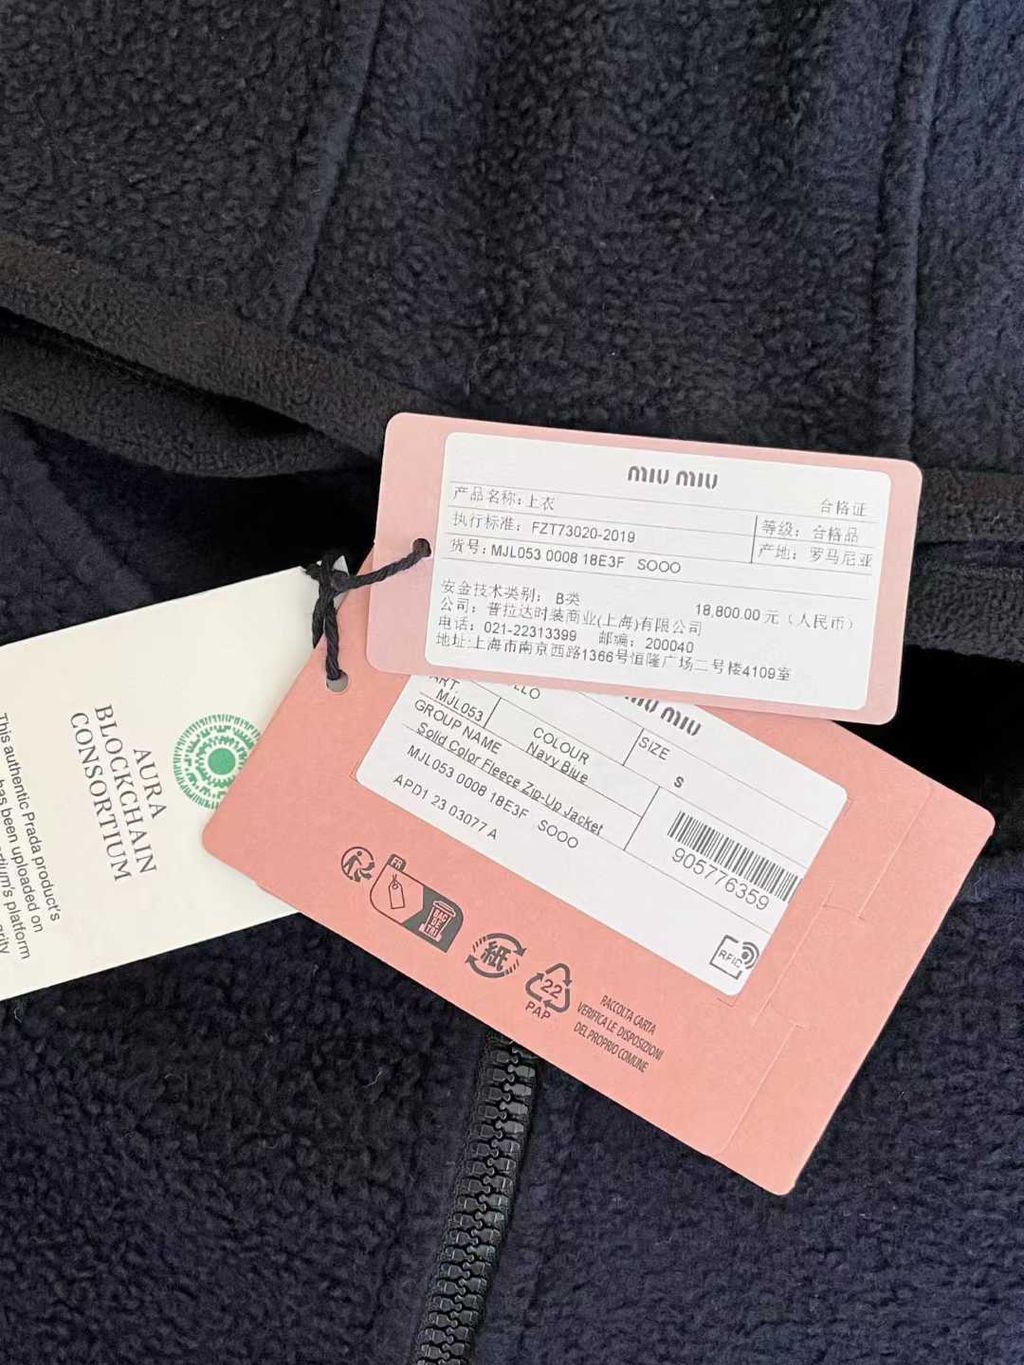 MIU MIU
产品名称: 上衣
合格证
执行标准: FZT73020-2019
等级: 合格品
货号: MJL053 0008 18E3F SOOO
产地: 罗马尼亚
安全技术类别: B类
18,800.00 元 (人民币)
公司: 普拉达时装商业(上海)有限公司
电话: 021-22313399 邮编: 200040
地址: 上海市南京西路1366号恒隆广场二号楼4109室
MIU MIU
ART.
MJL053
COLOUR
Navy Blue
SIZE
S
GROUP NAME
Solid Color Fleece Zip-Up Jacket
MJL053 0008 18E3F SOOO
APD1 23 03077 A
905776359
RFID
FR
BAC
DE
TRI
紙
22
PAP
RACCOLTA CARTA
VERIFICA LE DISPOSIZIONI
DEL PROPRIO COMUNE
AURA
BLOCKCHAIN
CONSORTIUM
This authentic Prada product's
has been uploaded on
platform